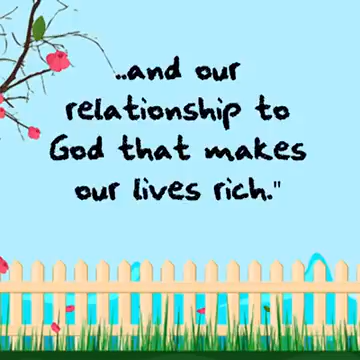 ..and our
relationship to
God that makes
our lives rich."